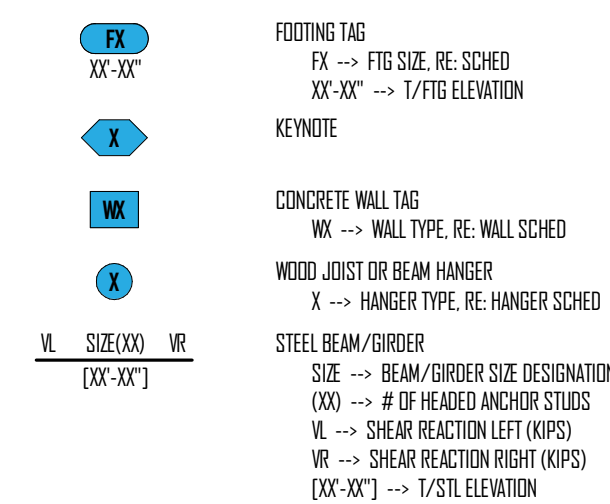 FX
XX'-XX"
FOOTING TAG
FX --> FTG SIZE, RE: SCHED
XX'-XX" --> T/FTG ELEVATION
X
KEYNOTE
WX
CONCRETE WALL TAG
WX --> WALL TYPE, RE: WALL SCHED
X
WOOD JOIST OR BEAM HANGER
X --> HANGER TYPE, RE: HANGER SCHED
VL SIZE(XX) VR
[XX'-XX"]
STEEL BEAM/GIRDER
SIZE --> BEAM/GIRDER SIZE DESIGNATION
(XX) --> # OF HEADED ANCHOR STUDS
VL --> SHEAR REACTION LEFT (KIPS)
VR --> SHEAR REACTION RIGHT (KIPS)
[XX'-XX"] --> T/STL ELEVATION